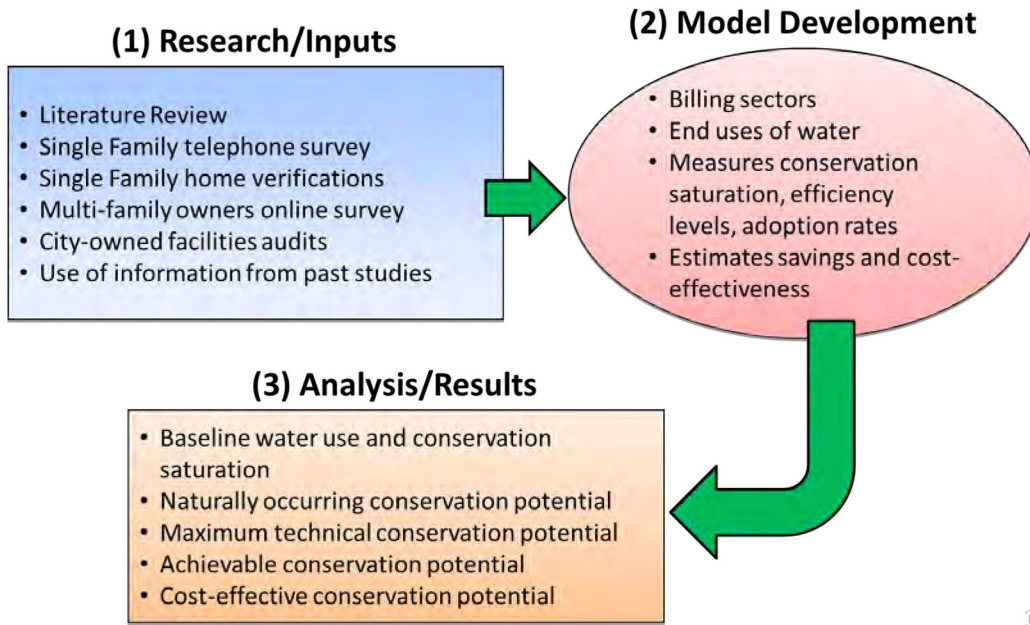 (1) Research/Inputs
• Literature Review
• Single Family telephone survey
• Single Family home verifications
• Multi-family owners online survey
• City-owned facilities audits
• Use of information from past studies
(2) Model Development
• Billing sectors
• End uses of water
• Measures conservation
saturation, efficiency
levels, adoption rates
• Estimates savings and cost-
effectiveness
(3) Analysis/Results
• Baseline water use and conservation
saturation
• Naturally occurring conservation potential
• Maximum technical conservation potential
• Achievable conservation potential
• Cost-effective conservation potential